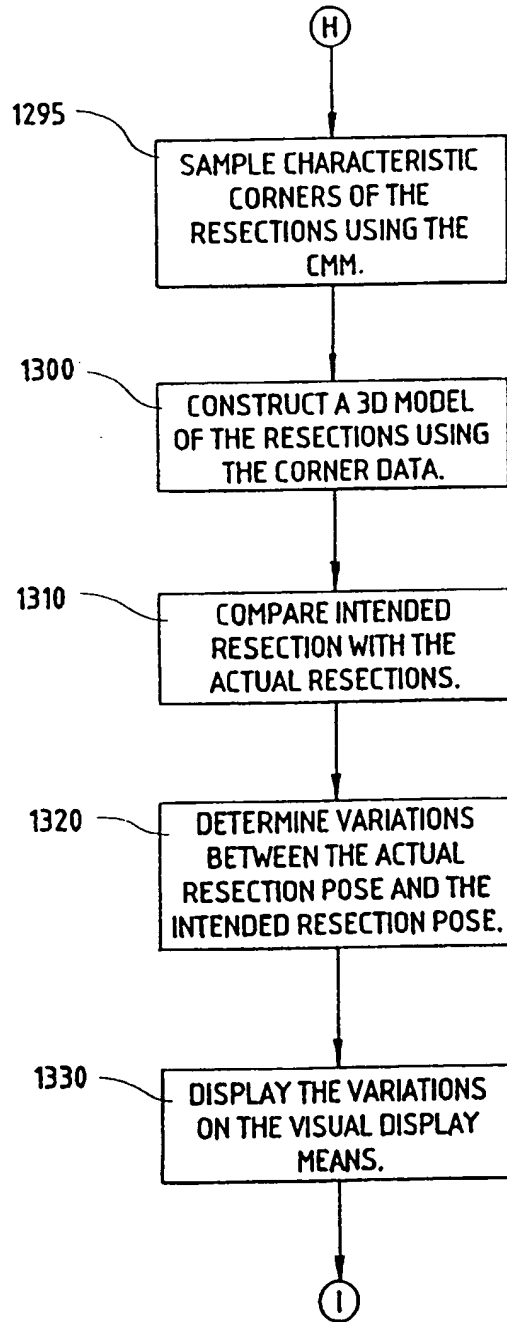 H
1295
SAMPLE CHARACTERISTIC
CORNERS OF THE
RESECTIONS USING THE
CMM.
1300
CONSTRUCT A 3D MODEL
OF THE RESECTIONS USING
THE CORNER DATA.
1310
COMPARE INTENDED
RESECTION WITH THE
ACTUAL RESECTIONS.
1320
DETERMINE VARIATIONS
BETWEEN THE ACTUAL
RESECTION POSE AND THE
INTENDED RESECTION POSE.
1330
DISPLAY THE VARIATIONS
ON THE VISUAL DISPLAY
MEANS.
I